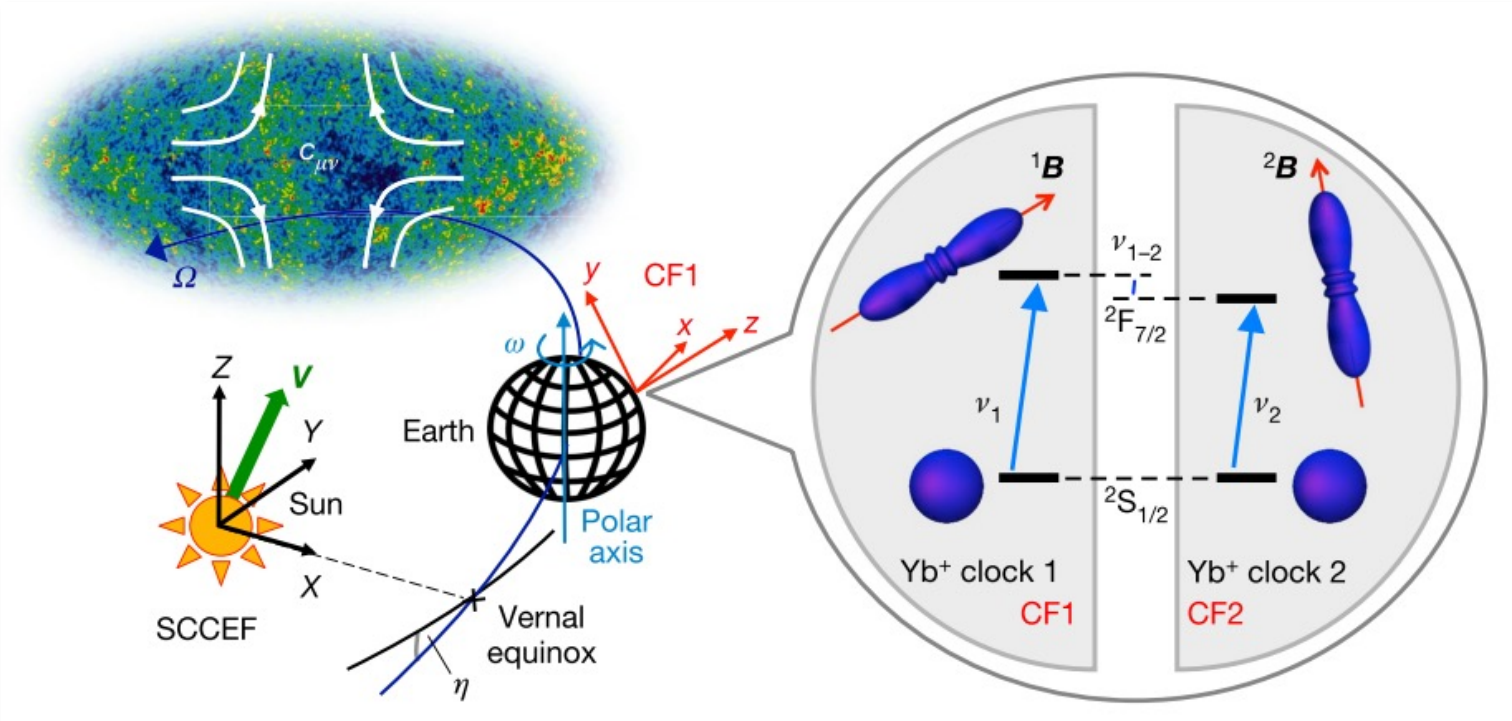 c_μν
Ω
y
CF1
x
z
ω
Z
V
Y
Earth
Sun
X
SCCEF
Polar
axis
Vernal
equinox
η
¹B
²B
ν₁₋₂
²F₇/₂
ν₁
ν₂
²S₁/₂
Yb⁺ clock 1
CF1
Yb⁺ clock 2
CF2